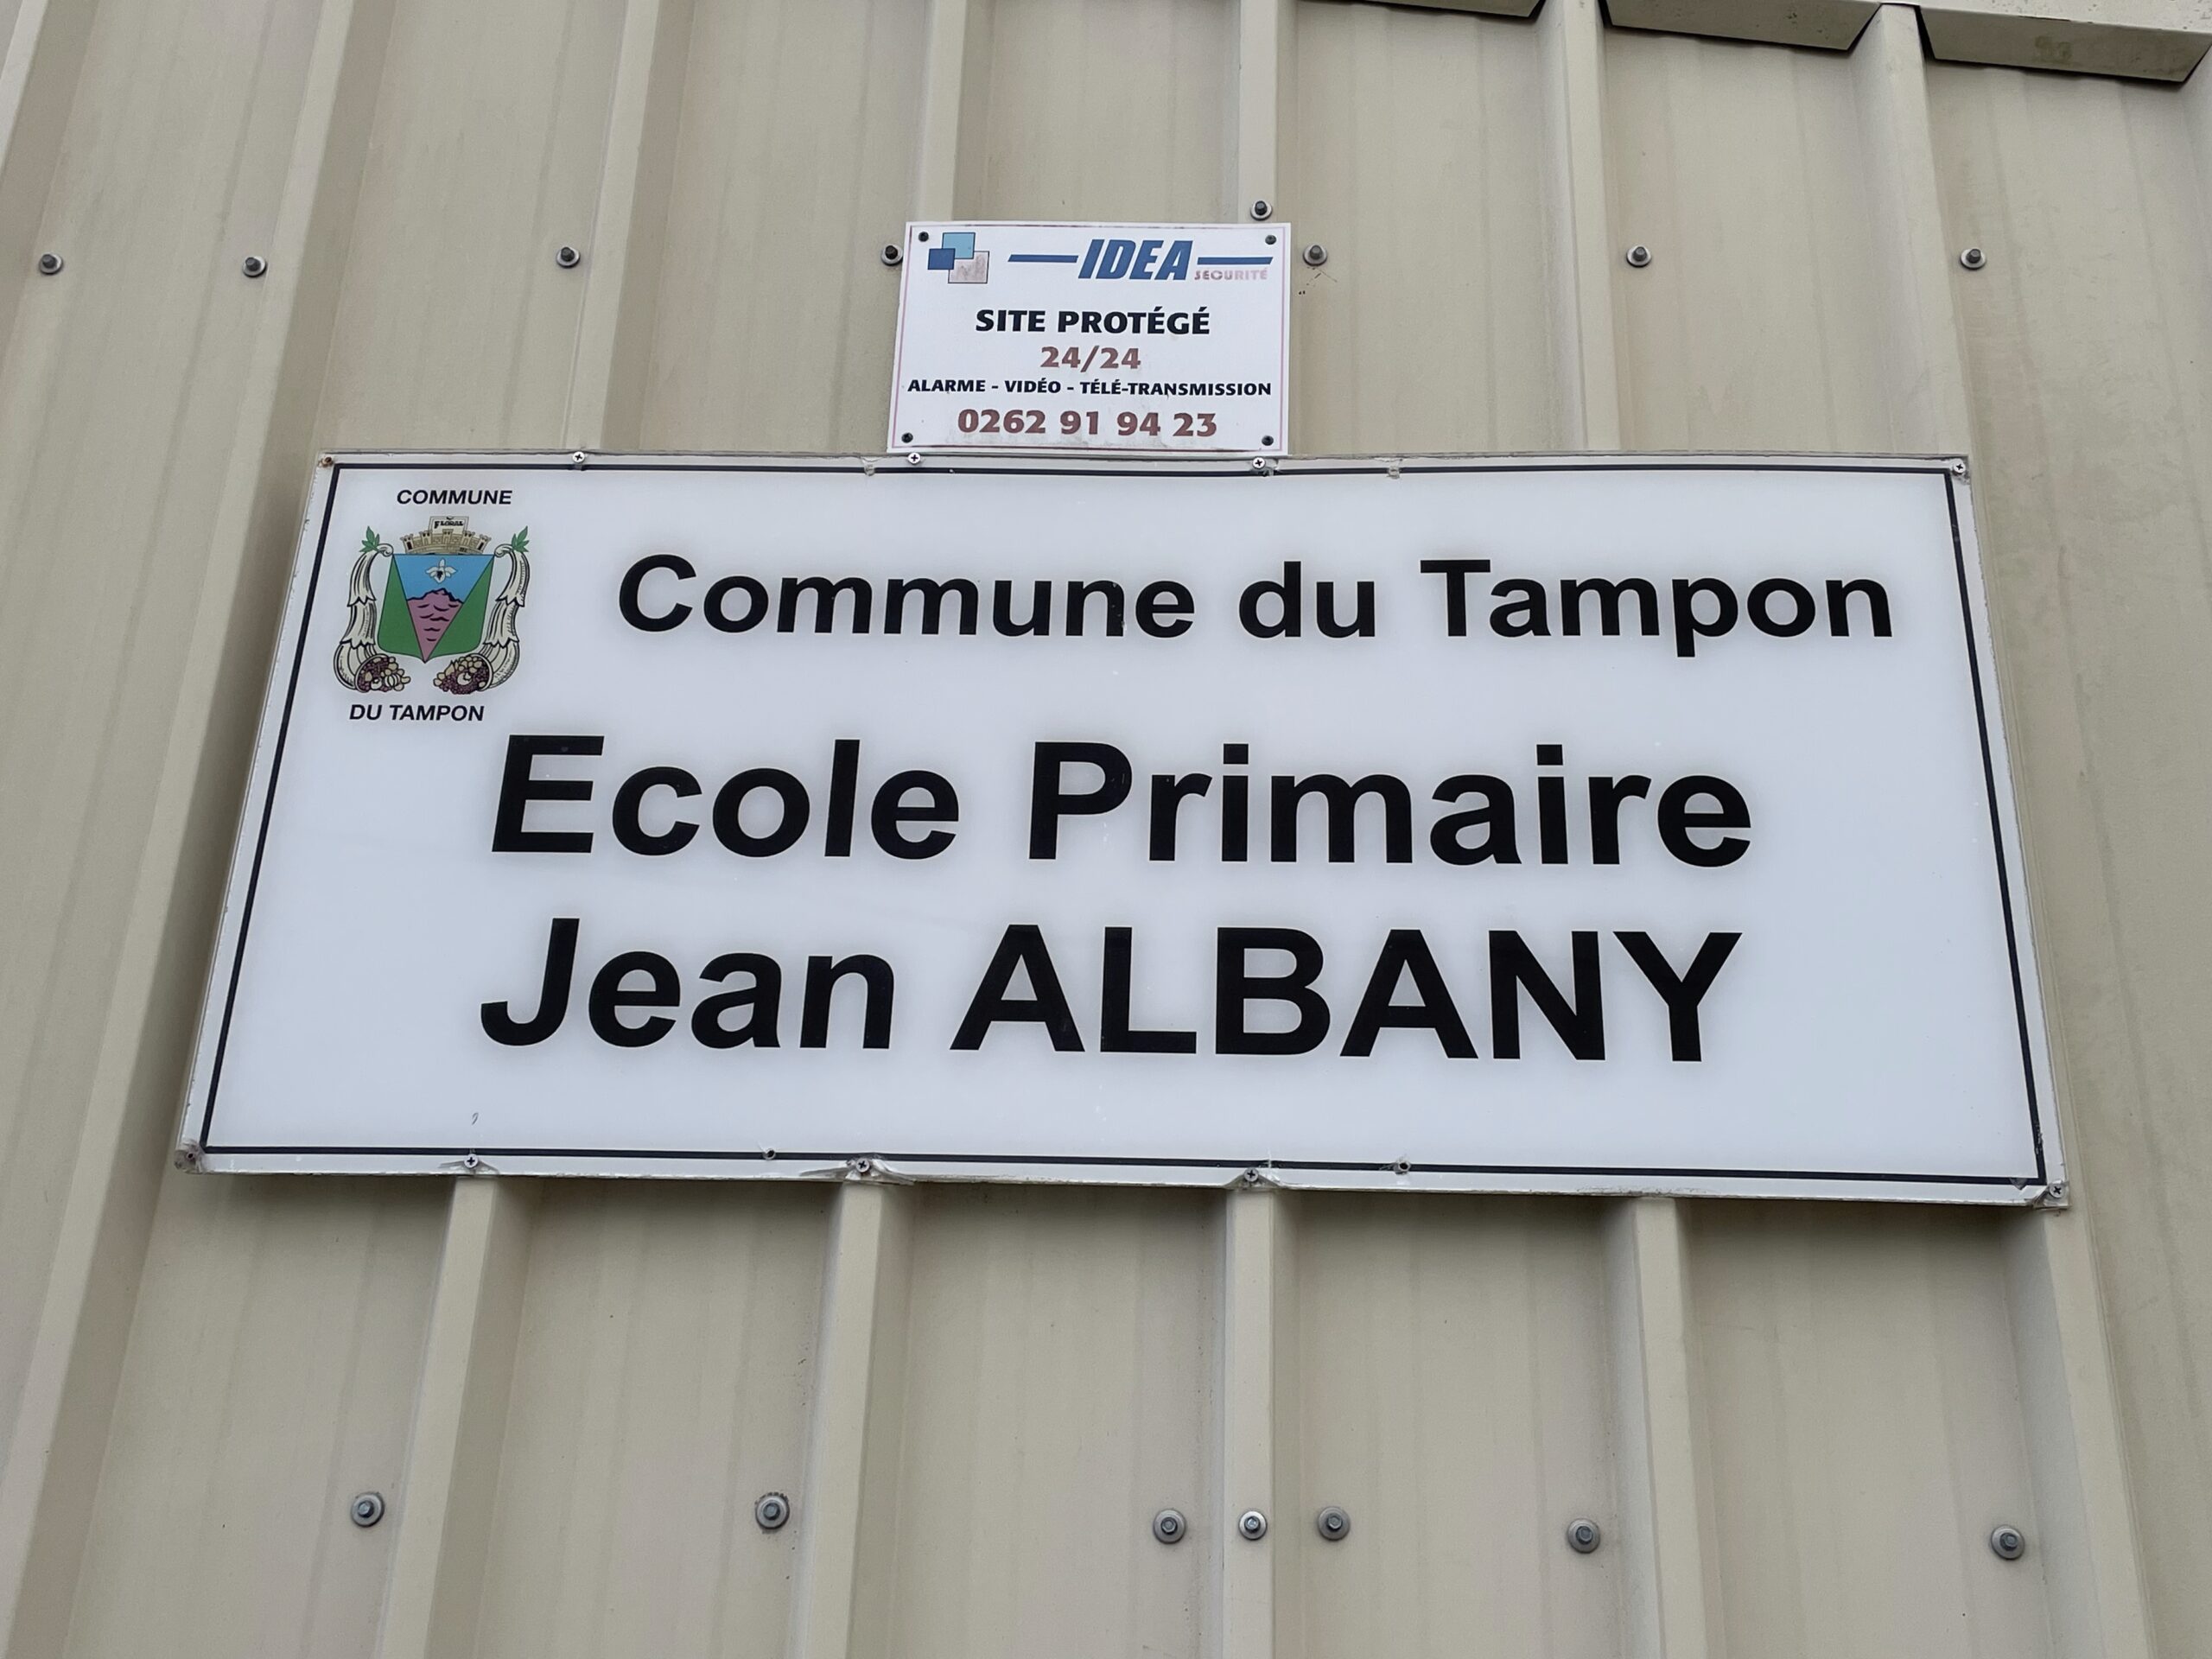 IDEA
SECURITÉ
SITE PROTÉGÉ
24/24
ALARME - VIDÉO - TÉLÉ-TRANSMISSION
0262 91 94 23
COMMUNE
DU TAMPON
Commune du Tampon
Ecole Primaire
Jean ALBANY